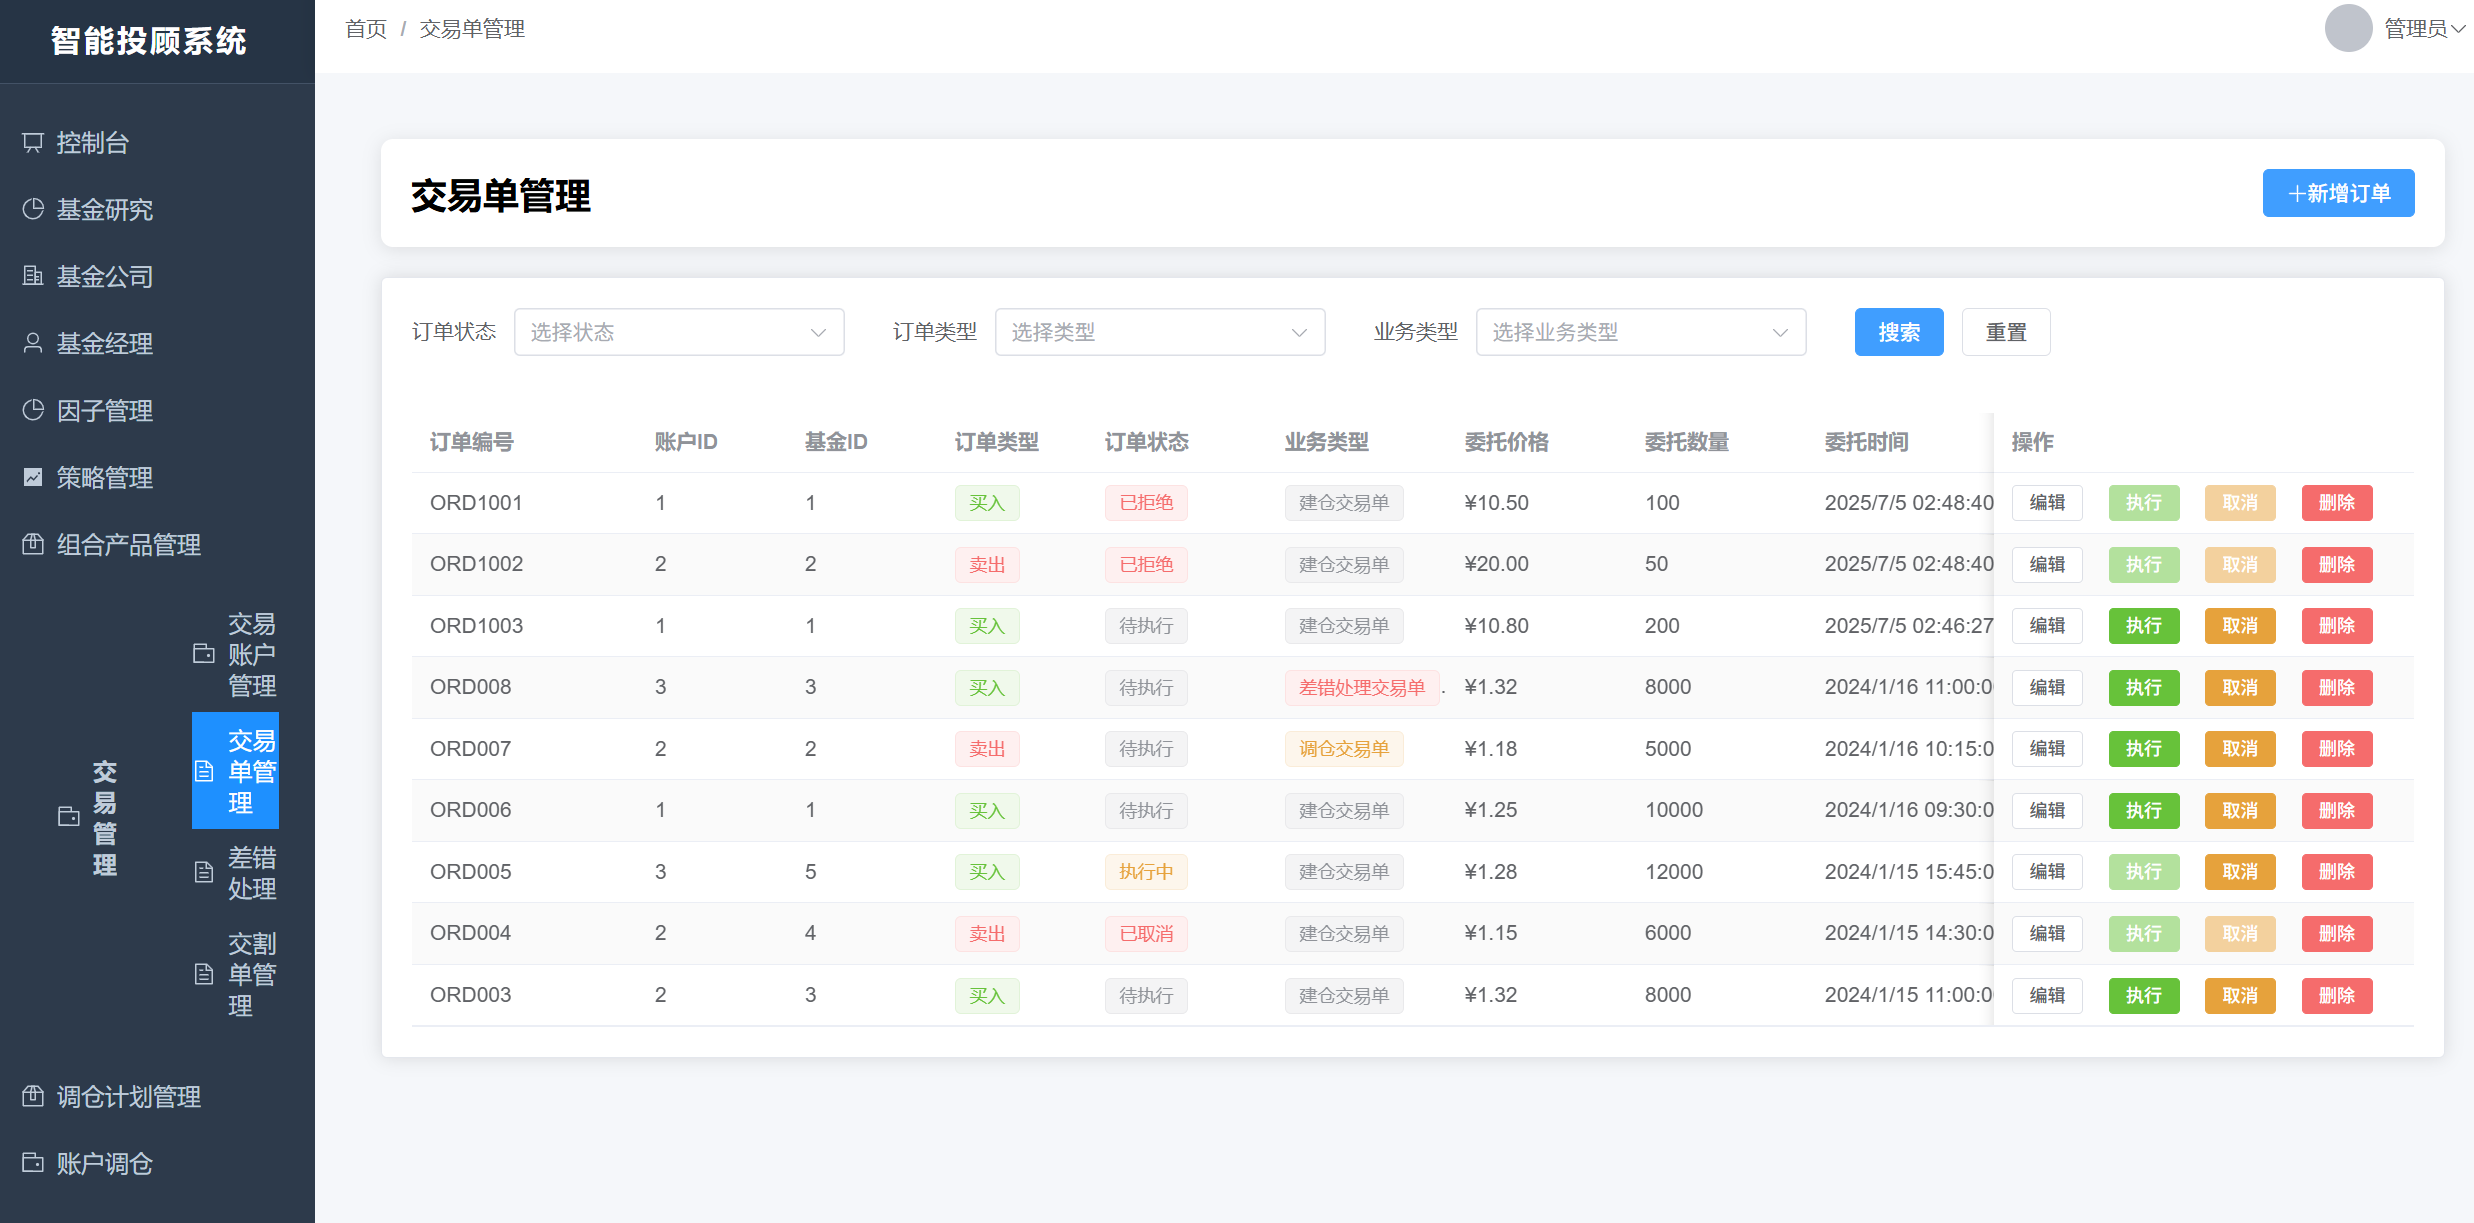 智能投顾系统
首页 / 交易单管理
管理员
控制台
基金研究
基金公司
基金经理
因子管理
策略管理
组合产品管理
交易管理
交易
账户
管理
交易
单管
理
差错
处理
交割
单管
理
调仓计划管理
账户调仓
交易单管理
新增订单
订单状态 选择状态 订单类型 选择类型 业务类型 选择业务类型 搜索 重置
订单编号 账户ID 基金ID 订单类型 订单状态 业务类型 委托价格 委托数量 委托时间 操作
ORD1001 1 1 买入 已拒绝 建仓交易单 ¥10.50 100 2025/7/5 02:48:40 编辑 执行 取消 删除
ORD1002 2 2 卖出 已拒绝 建仓交易单 ¥20.00 50 2025/7/5 02:48:40 编辑 执行 取消 删除
ORD1003 1 1 买入 待执行 建仓交易单 ¥10.80 200 2025/7/5 02:46:27 编辑 执行 取消 删除
ORD008 3 3 买入 待执行 差错处理交易单 . ¥1.32 8000 2024/1/16 11:00:0 编辑 执行 取消 删除
ORD007 2 2 卖出 待执行 调仓交易单 ¥1.18 5000 2024/1/16 10:15:0 编辑 执行 取消 删除
ORD006 1 1 买入 待执行 建仓交易单 ¥1.25 10000 2024/1/16 09:30:0 编辑 执行 取消 删除
ORD005 3 5 买入 执行中 建仓交易单 ¥1.28 12000 2024/1/15 15:45:0 编辑 执行 取消 删除
ORD004 2 4 卖出 已取消 建仓交易单 ¥1.15 6000 2024/1/15 14:30:0 编辑 执行 取消 删除
ORD003 2 3 买入 待执行 建仓交易单 ¥1.32 8000 2024/1/15 11:00:0 编辑 执行 取消 删除